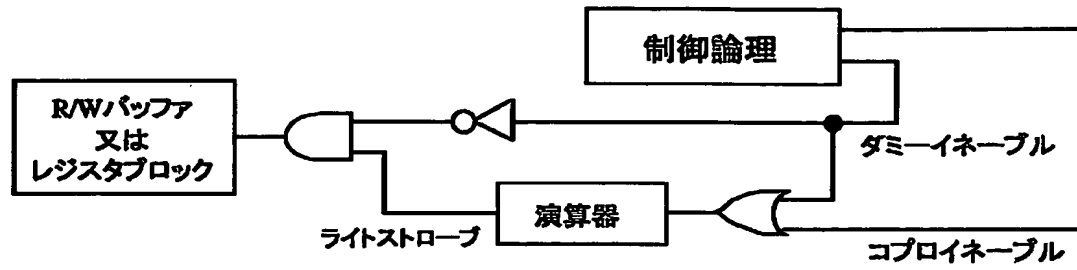 制御論理
R/Wバッファ
又は
レジスタブロック
ダミーイネーブル
演算器
ライトストローブ
コプロイネーブル